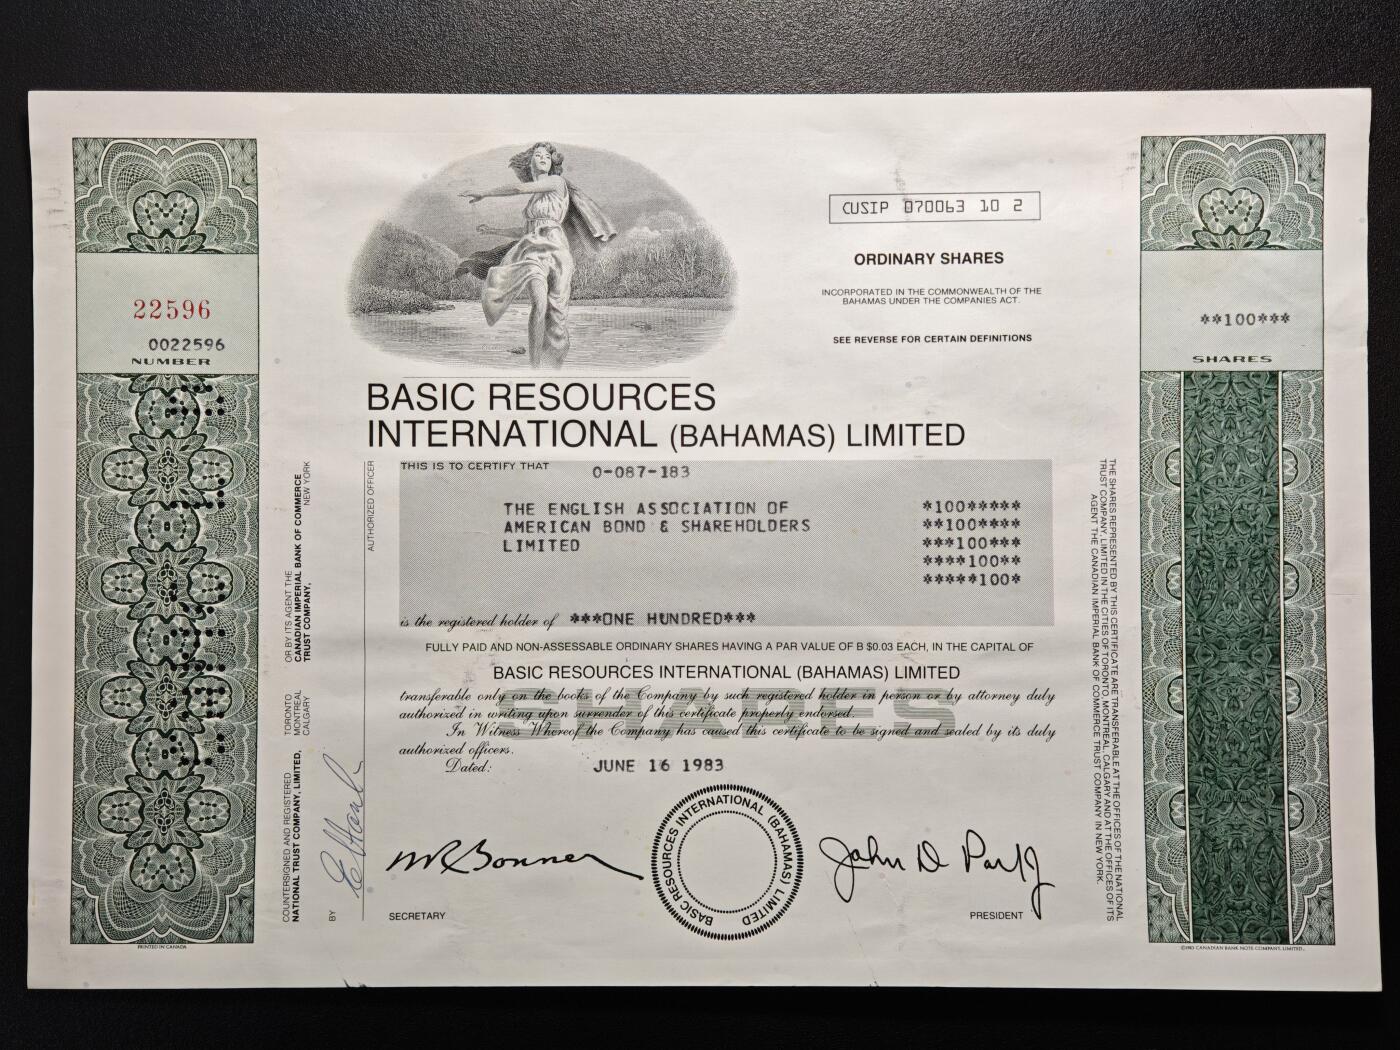 22596
0022596
NUMBER
CUSIP 070063 10 2
ORDINARY SHARES
INCORPORATED IN THE COMMONWEALTH OF THE
BAHAMAS UNDER THE COMPANIES ACT.
SEE REVERSE FOR CERTAIN DEFINITIONS
**100***
SHARES
BASIC RESOURCES
INTERNATIONAL (BAHAMAS) LIMITED
THIS IS TO CERTIFY THAT
0-087-183
THE ENGLISH ASSOCIATION OF
AMERICAN BOND & SHAREHOLDERS
LIMITED
*100*****
**100****
***100***
****100**
*****100*
is the registered holder of ***ONE HUNDRED***
FULLY PAID AND NON-ASSESSABLE ORDINARY SHARES HAVING A PAR VALUE OF B $0.03 EACH, IN THE CAPITAL OF
BASIC RESOURCES INTERNATIONAL (BAHAMAS) LIMITED
SHARES
transferable only on the books of the Company by such registered holder in person or by attorney duly
authorized in writing upon surrender of this certificate properly endorsed.
In Witness Whereof the Company has caused this certificate to be signed and sealed by its duly
authorized officers.
Dated: JUNE 16 1983
BASIC RESOURCES INTERNATIONAL (BAHAMAS) LIMITED
SECRETARY
John D Park Jr
PRESIDENT
COUNTERSIGNED AND REGISTERED
NATIONAL TRUST COMPANY, LIMITED,
TORONTO
MONTREAL
CALGARY
OR BY ITS AGENT THE
CANADIAN IMPERIAL BANK OF COMMERCE
TRUST COMPANY,
NEW YORK
BY
AUTHORIZED OFFICER
THE SHARES REPRESENTED BY THIS CERTIFICATE ARE TRANSFERABLE AT THE OFFICES OF THE NATIONAL
TRUST COMPANY, LIMITED IN THE CITIES OF TORONTO, MONTREAL, CALGARY AND AT THE OFFICES OF ITS
AGENT THE CANADIAN IMPERIAL BANK OF COMMERCE TRUST COMPANY IN NEW YORK.
PRINTED IN CANADA